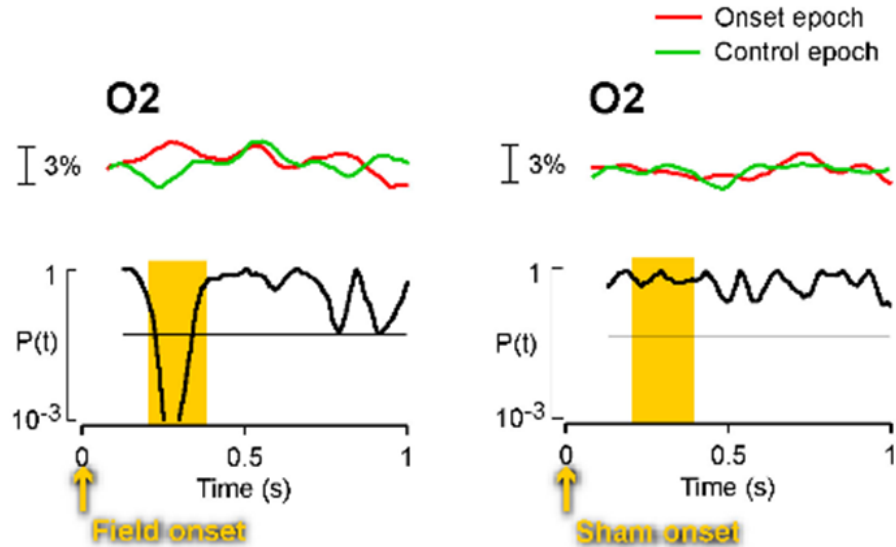 Onset epoch
Control epoch
O2
O2
3%
3%
1
P(t)
10-3
0
0.5
1
Time (s)
Field onset
1
P(t)
10-3
0
0.5
1
Time (s)
Sham onset